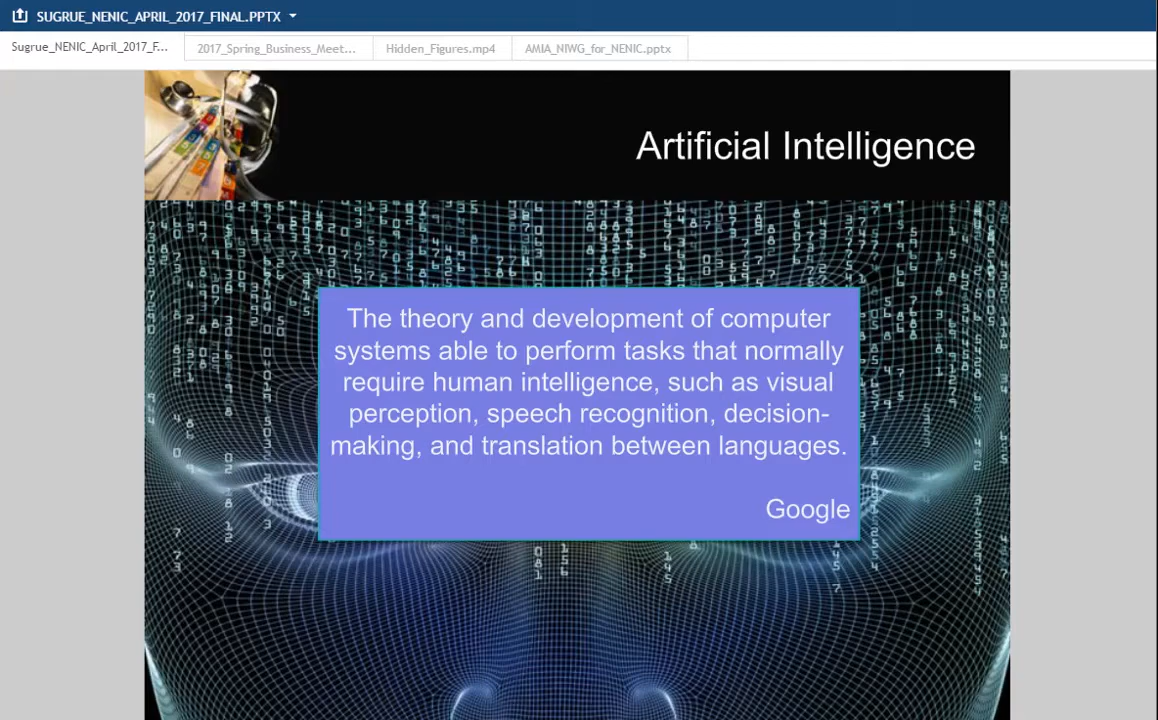 SUGRUE_NENIC_APRIL_2017_FINAL.PPTX
Sugrue_NENIC_April_2017_F...
2017_Spring_Business_Meet...
Hidden_Figures.mp4
AMIA_NIWG_for_NENIC.pptx
Artificial Intelligence
The theory and development of computer
systems able to perform tasks that normally
require human intelligence, such as visual
perception, speech recognition, decision-
making, and translation between languages.
Google